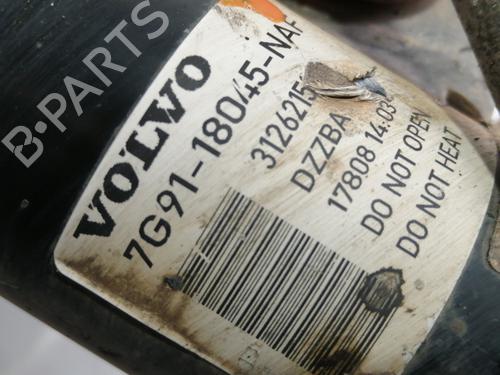 VOLVO
7G91-18045-NAF
3126215
DZZBA
17808 14:03
DO NOT OPEN
DO NOT HEAT
B-PARTS